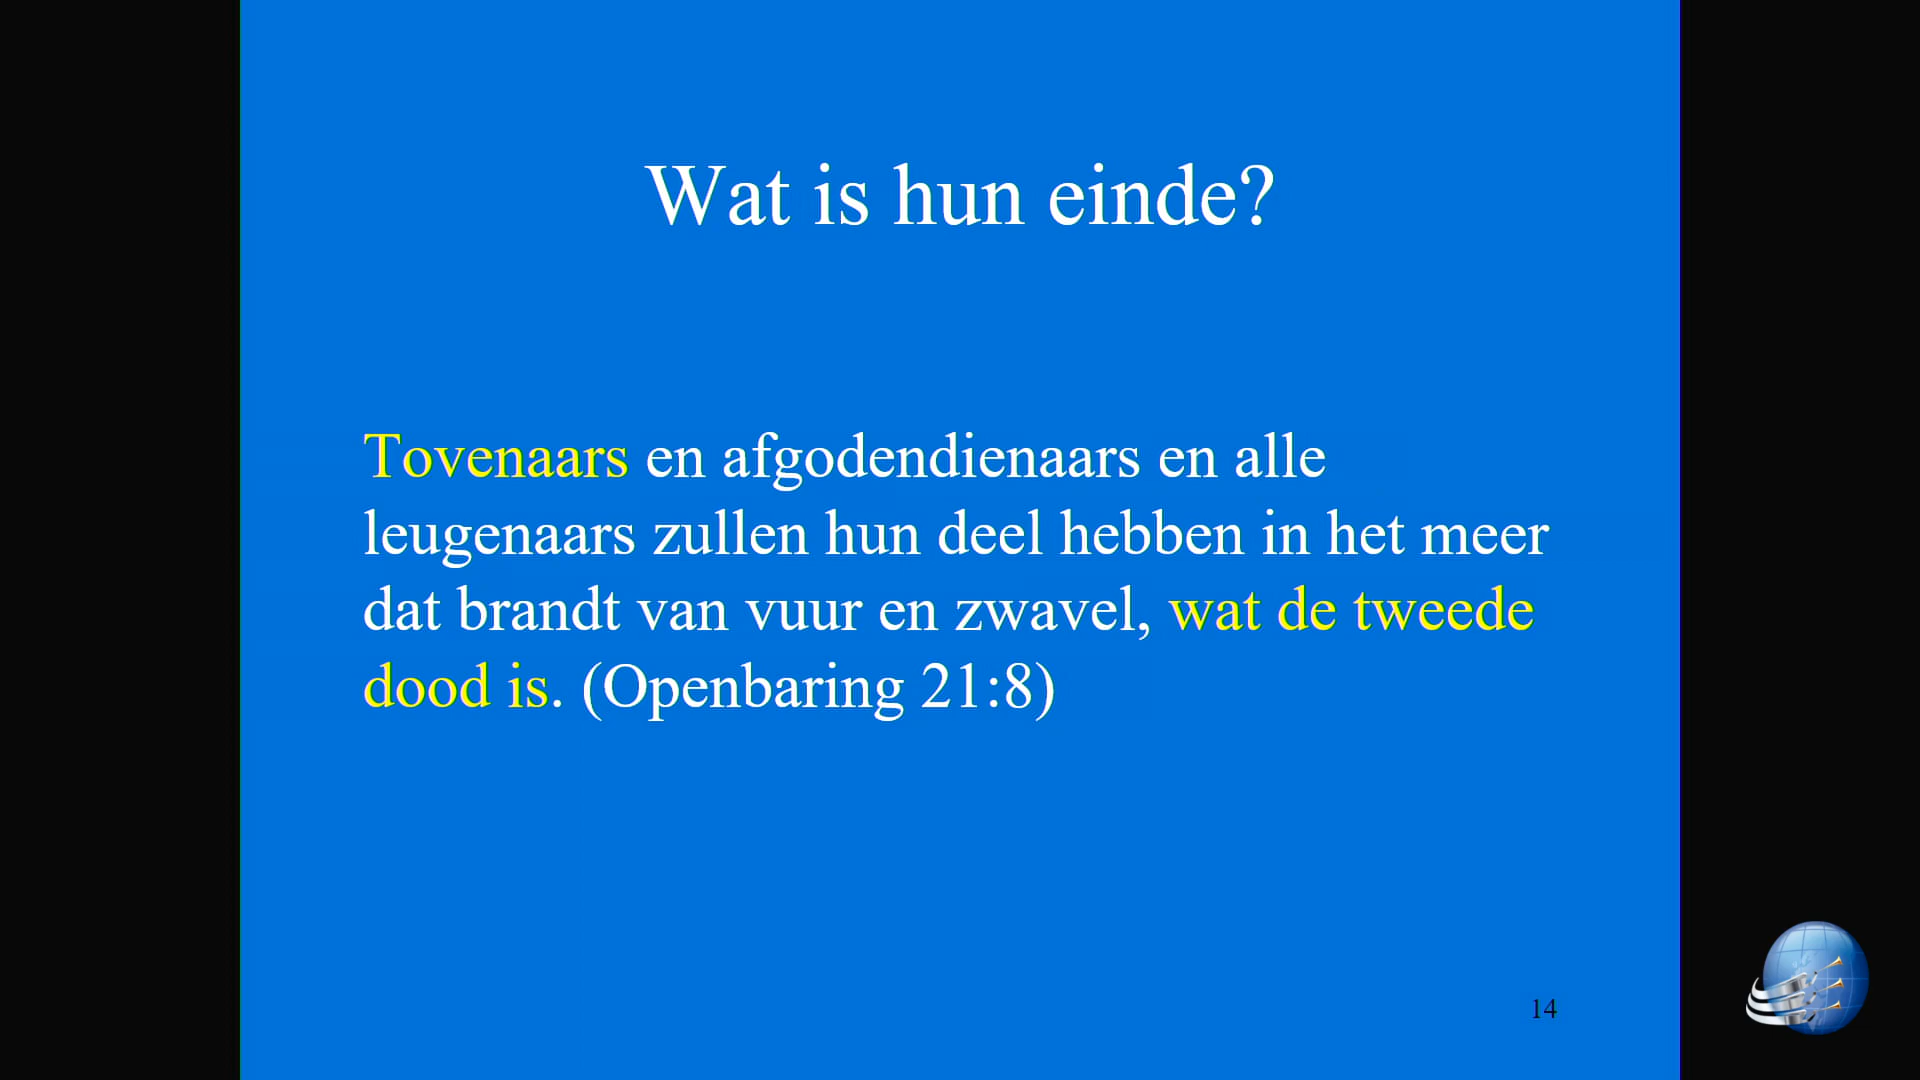 Wat is hun einde?
Tovenaars en afgodendienaars en alle
leugenaars zullen hun deel hebben in het meer
dat brandt van vuur en zwavel, wat de tweede
dood is. (Openbaring 21:8)
14